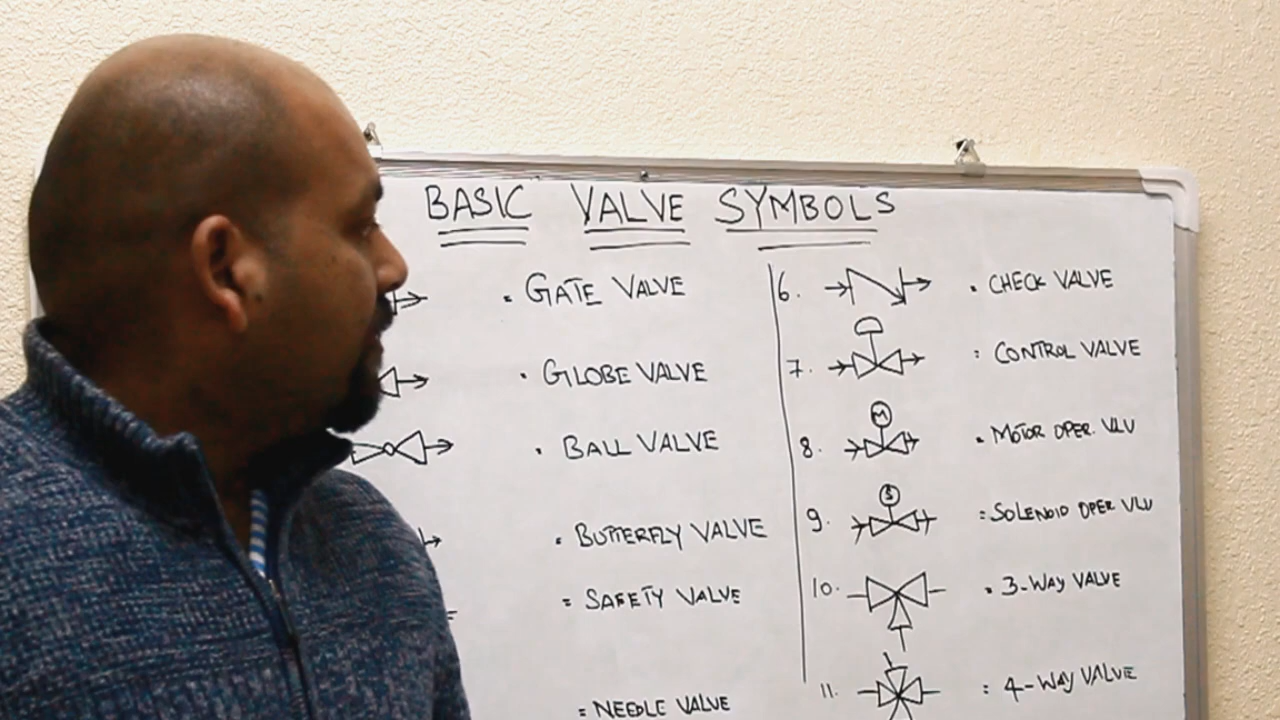 BASIC VALVE SYMBOLS
= GATE VALVE
· GLOBE VALVE
· BALL VALVE
= BUTTERFLY VALVE
= SAFETY VALVE
= NEEDLE VALVE
6. = CHECK VALVE
7. : CONTROL VALVE
8. M = MOTOR OPER. VLV
9. S = SOLENOID OPER VLV
10. = 3-WAY VALVE
11. : 4-WAY VALVE